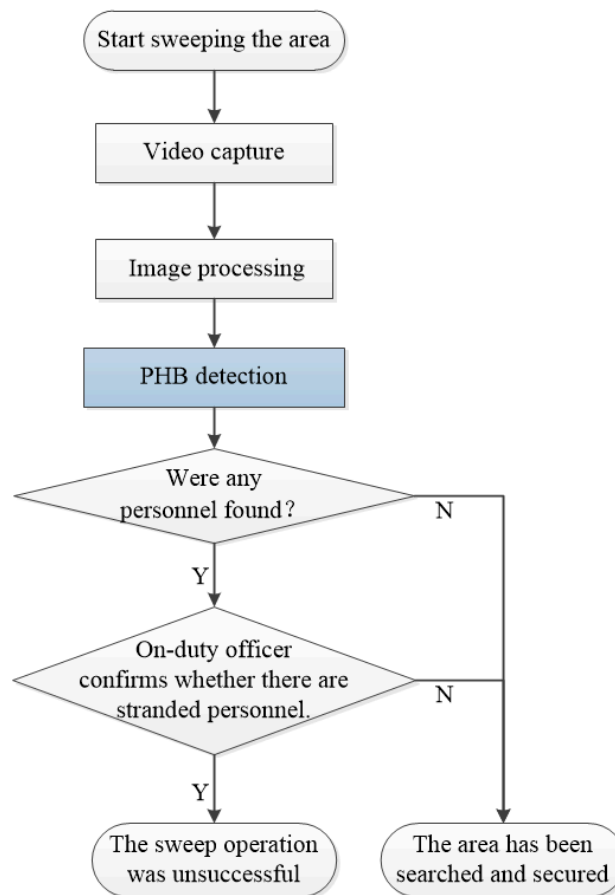 Start sweeping the area
Video capture
Image processing
PHB detection
Were any
personnel found?
N
Y
On-duty officer
confirms whether there are
stranded personnel.
N
Y
The sweep operation
was unsuccessful
The area has been
searched and secured